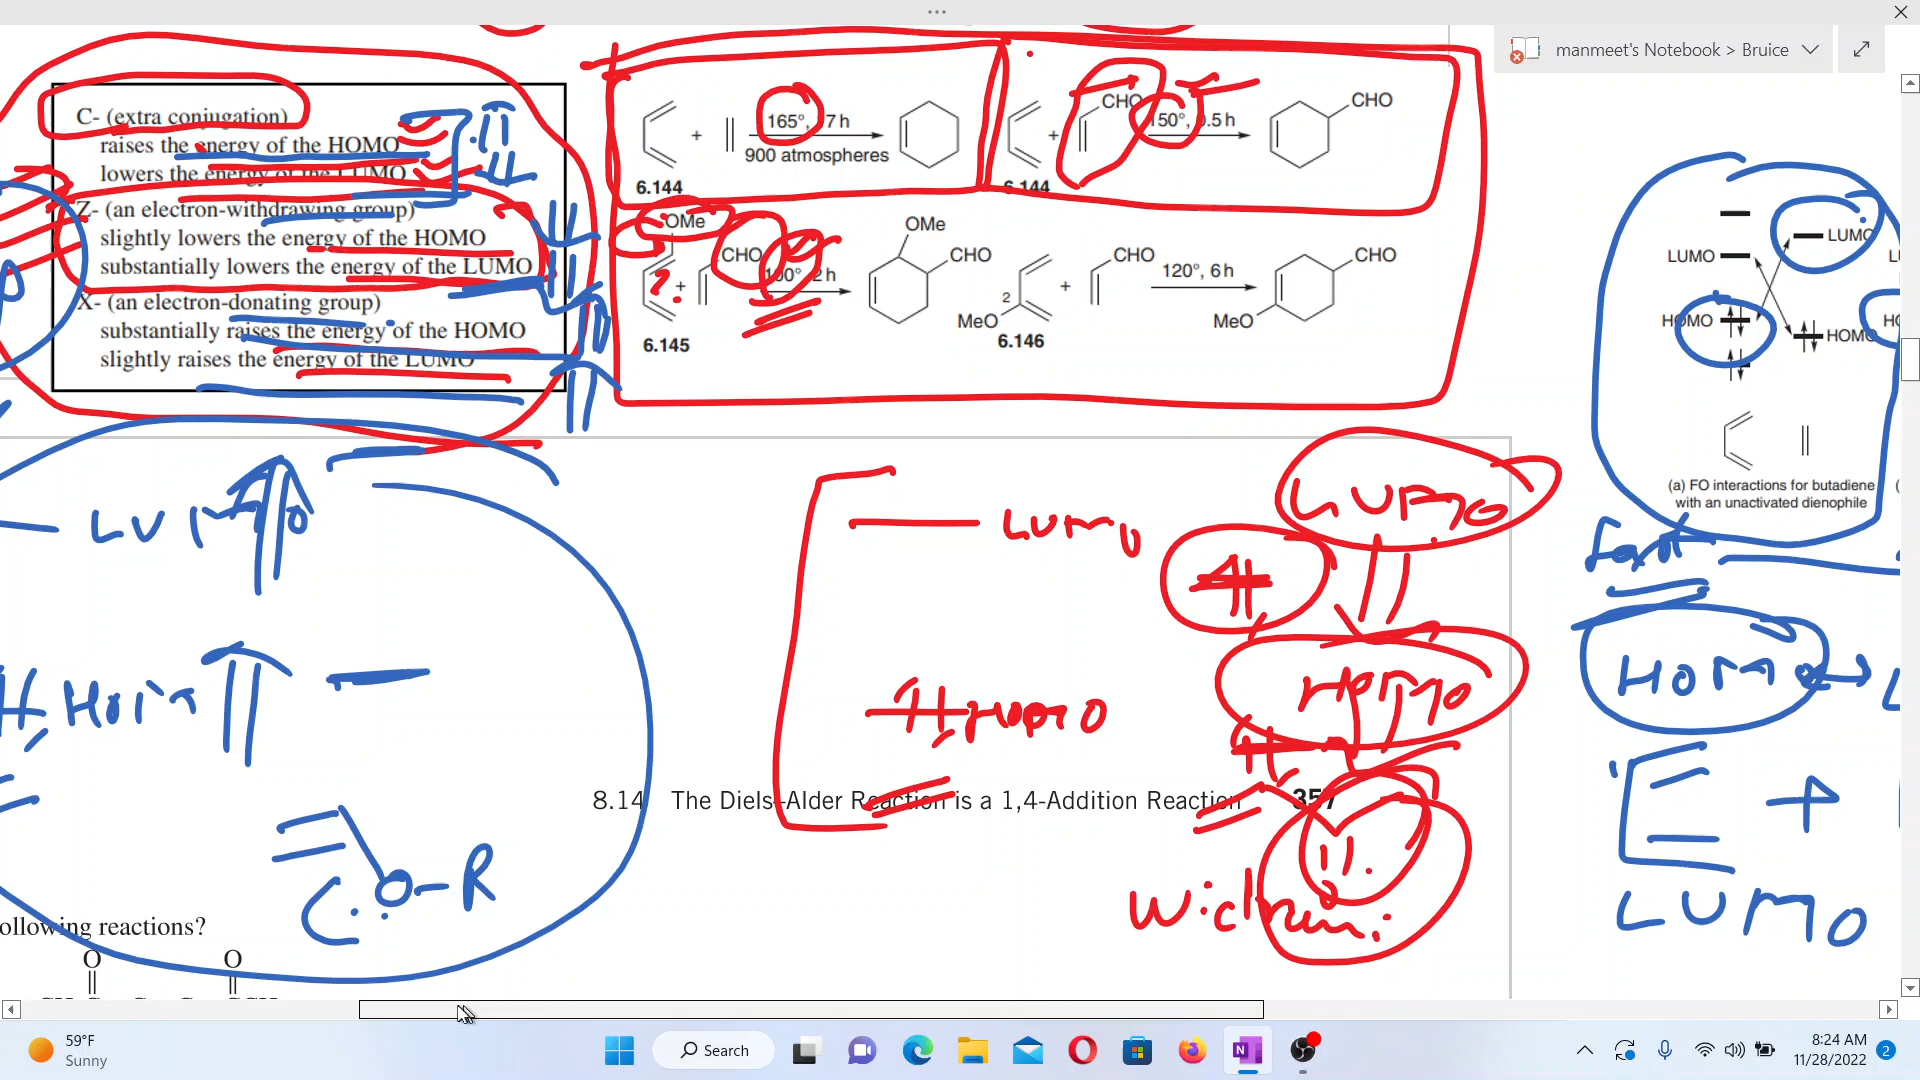 manmeet's Notebook > Bruice
C- (extra conjugation)
raises the energy of the HOMO
lowers the energy of the LUMO
Z- (an electron-withdrawing group)
slightly lowers the energy of the HOMO
substantially lowers the energy of the LUMO
X- (an electron-donating group)
substantially raises the energy of the HOMO
slightly raises the energy of the LUMO
+
165°, 17 h
900 atmospheres
6.144
+
CHO
150°, 0.5 h
CHO
6.144
OMe
+
CHO
100°, 2 h
OMe
CHO
6.145
2
MeO
+
CHO
120°, 6 h
CHO
MeO
6.146
?
LUMO
LUMO
HOMO
HOMO
(a) FO interactions for butadiene
with an unactivated dienophile
LUMO
LUMO
LUMO
HOMO
HOMO
HOMO
O-R
HOMO
+
LUMO
8.14 The Diels–Alder Reaction is a 1,4-Addition Reaction 357
ollowing reactions?
O O
59°F
Sunny
Search
8:24 AM
11/28/2022
2